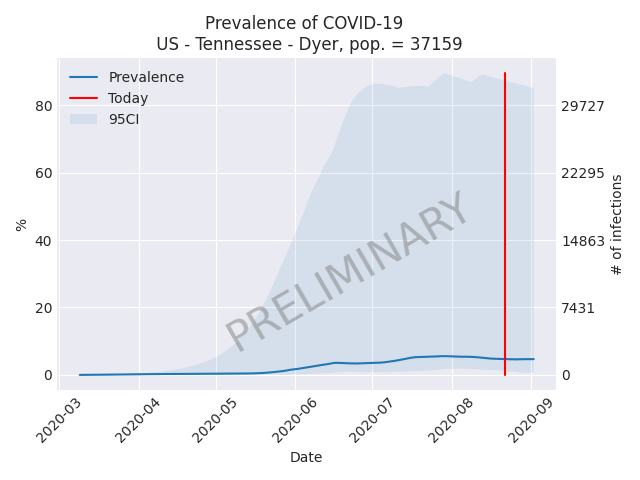 Prevalence of COVID-19
US - Tennessee - Dyer, pop. = 37159
Prevalence
Today
95CI
80
60
40
20
0
%
29727
22295
14863
7431
0
# of infections
PRELIMINARY
2020-03
2020-04
2020-05
2020-06
2020-07
2020-08
2020-09
Date